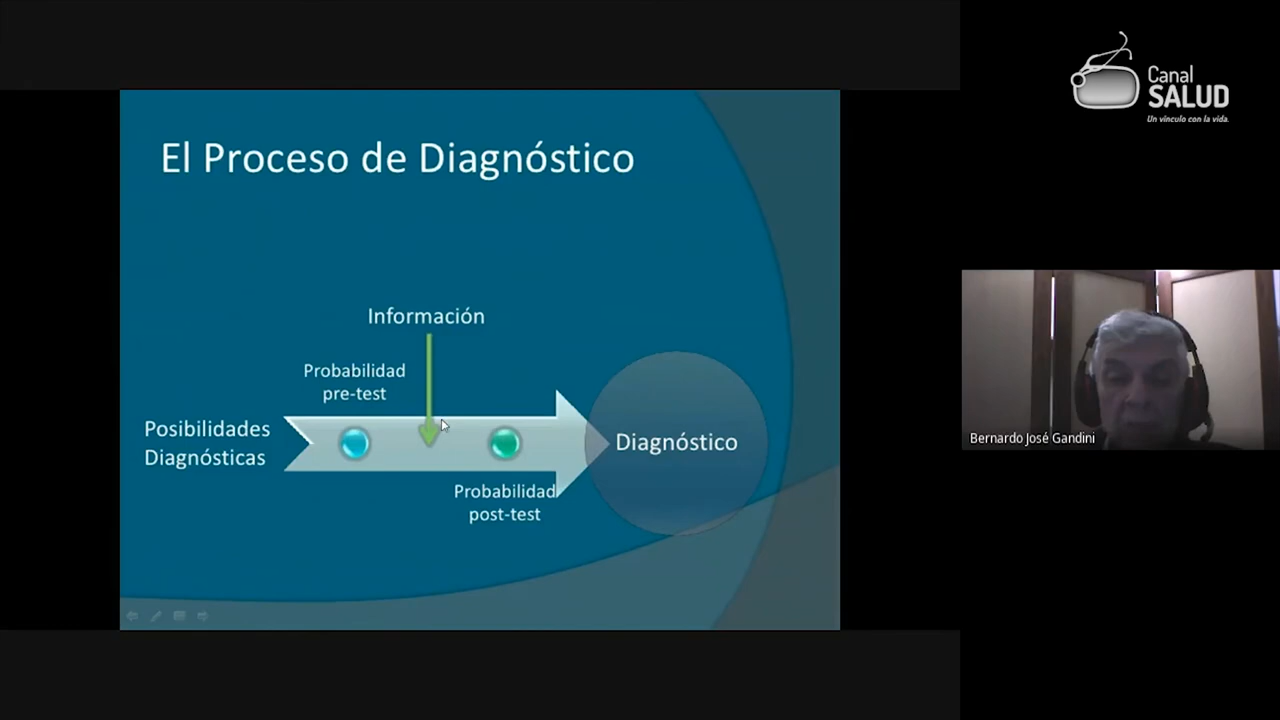 El Proceso de Diagnóstico
Información
Probabilidad
pre-test
Posibilidades
Diagnósticas
Diagnóstico
Probabilidad
post-test
Canal
SALUD
Un vínculo con la vida.
Bernardo José Gandini